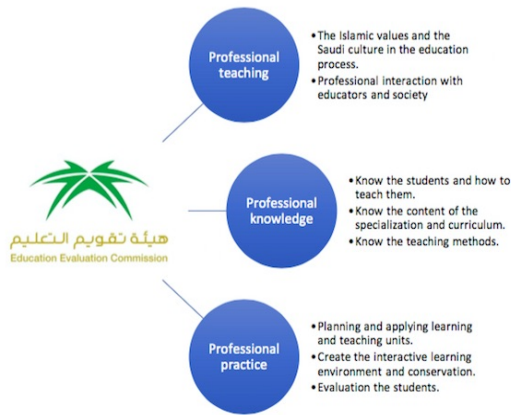 Professional
teaching
•The Islamic values and the
Saudi culture in the education
process.
•Professional interaction with
educators and society
هيئة تقويم التعليم
Education Evaluation Commission
Professional
knowledge
•Know the students and how to
teach them.
•Know the content of the
specialization and curriculum.
•Know the teaching methods.
Professional
practice
•Planning and applying learning
and teaching units.
•Create the interactive learning
environment and conservation.
•Evaluation the students.